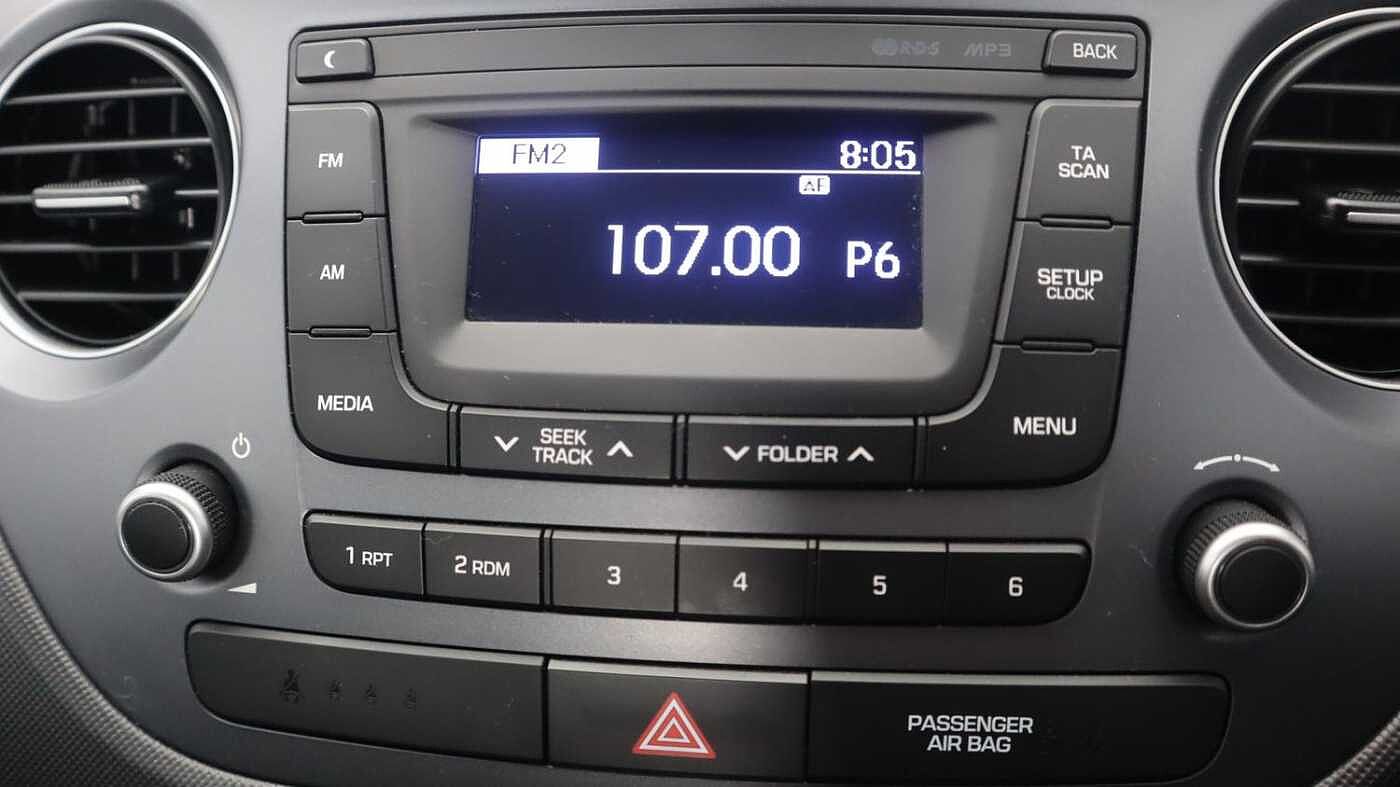 R·D·S MP3 BACK
FM
FM2 8:05
AF
107.00 P6
TA
SCAN
AM
SETUP
CLOCK
MEDIA
SEEK
TRACK
FOLDER
MENU
1 RPT
2 RDM
3
4
5
6
PASSENGER
AIR BAG